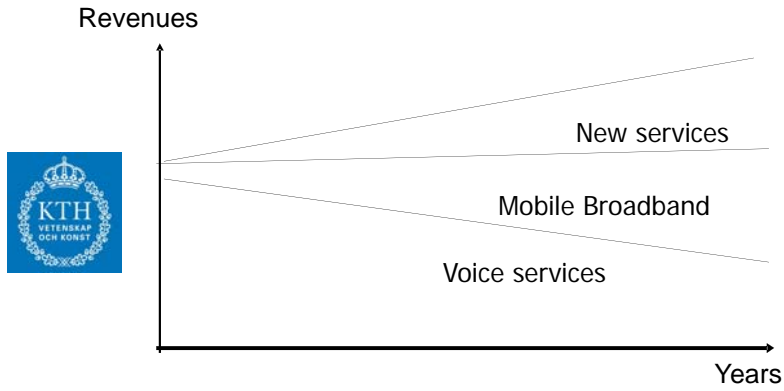 Revenues
New services
KTH
VETENSKAP
OCH KONST
Mobile Broadband
Voice services
Years